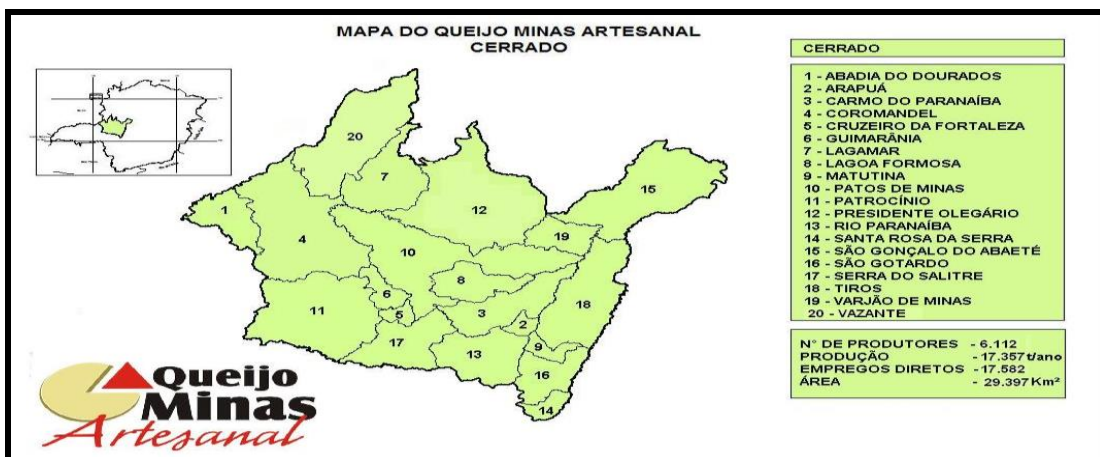 MAPA DO QUEIJO MINAS ARTESANAL
CERRADO
CERRADO
1 - ABADIA DO DOURADOS
2 - ARAPUÁ
3 - CARMO DO PARANAÍBA
4 - COROMANDEL
5 - CRUZEIRO DA FORTALEZA
6 - GUIMARÂNIA
7 - LAGAMAR
8 - LAGOA FORMOSA
9 - MATUTINA
10 - PATOS DE MINAS
11 - PATROCÍNIO
12 - PRESIDENTE OLEGÁRIO
13 - RIO PARANAÍBA
14 - SANTA ROSA DA SERRA
15 - SÃO GONÇALO DO ABAETÉ
16 - SÃO GOTARDO
17 - SERRA DO SALITRE
18 - TIROS
19 - VARJÃO DE MINAS
20 - VAZANTE
N° DE PRODUTORES - 6.112
PRODUÇÃO - 17.357t/ano
EMPREGOS DIRETOS - 17.582
ÁREA - 29.397 Km²
20
7
15
1
12
4
19
10
8
6
18
11
5
3
2
17
13
9
16
14
Queijo
Minas
Artesanal